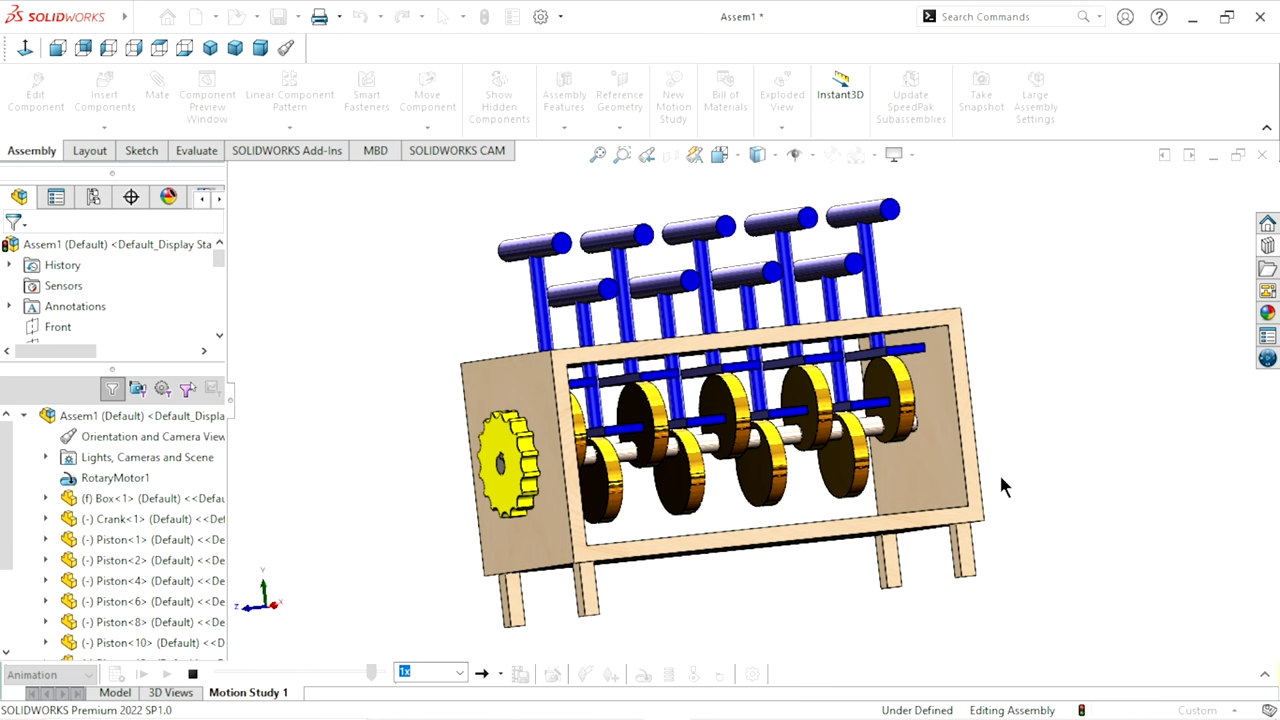 SOLIDWORKS
Assem1 *
Search Commands
Edit Component
Insert Components
Mate
Component Preview Window
Linear Component Pattern
Smart Fasteners
Move Component
Show Hidden Components
Assembly Features
Reference Geometry
New Motion Study
Bill of Materials
Exploded View
Instant3D
Update SpeedPak Subassemblies
Take Snapshot
Large Assembly Settings
Assembly
Layout
Sketch
Evaluate
SOLIDWORKS Add-Ins
MBD
SOLIDWORKS CAM
Assem1 (Default) <Default_Display Sta
History
Sensors
Annotations
Front
Assem1 (Default) <Default_Displa
Orientation and Camera View
Lights, Cameras and Scene
RotaryMotor1
(f) Box<1> (Default) <<Defau
(-) Crank<1> (Default) <<Def
(-) Piston<1> (Default) <<De
(-) Piston<2> (Default) <<De
(-) Piston<4> (Default) <<De
(-) Piston<6> (Default) <<De
(-) Piston<8> (Default) <<De
(-) Piston<10> (Default) <<D
Y
Z
X
Animation
1x
Model
3D Views
Motion Study 1
SOLIDWORKS Premium 2022 SP1.0
Under Defined
Editing Assembly
Custom